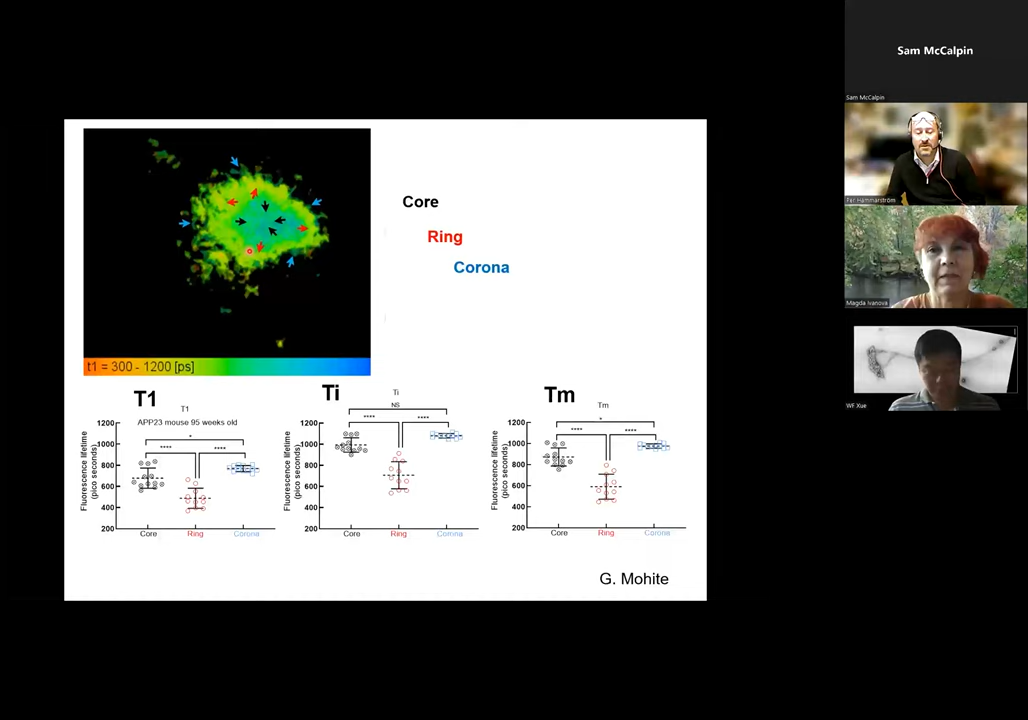 Sam McCalpin
Sam McCalpin
Per Hammarström
Magda Ivanova
WF Xue
Core
Ring
Corona
t1 = 300 - 1200 [ps]
T1
T1
APP23 mouse 95 weeks old
Fluorescence lifetime
(pico seconds)
1200
1000
800
600
400
200
*
****
****
Core
Ring
Corona
Ti
Ti
NS
Fluorescence lifetime
(pico seconds)
1200
1000
800
600
400
200
****
****
Core
Ring
Corona
Tm
Tm
Fluorescence lifetime
(pico seconds)
1200
1000
800
600
400
200
*
****
****
Core
Ring
Corona
G. Mohite